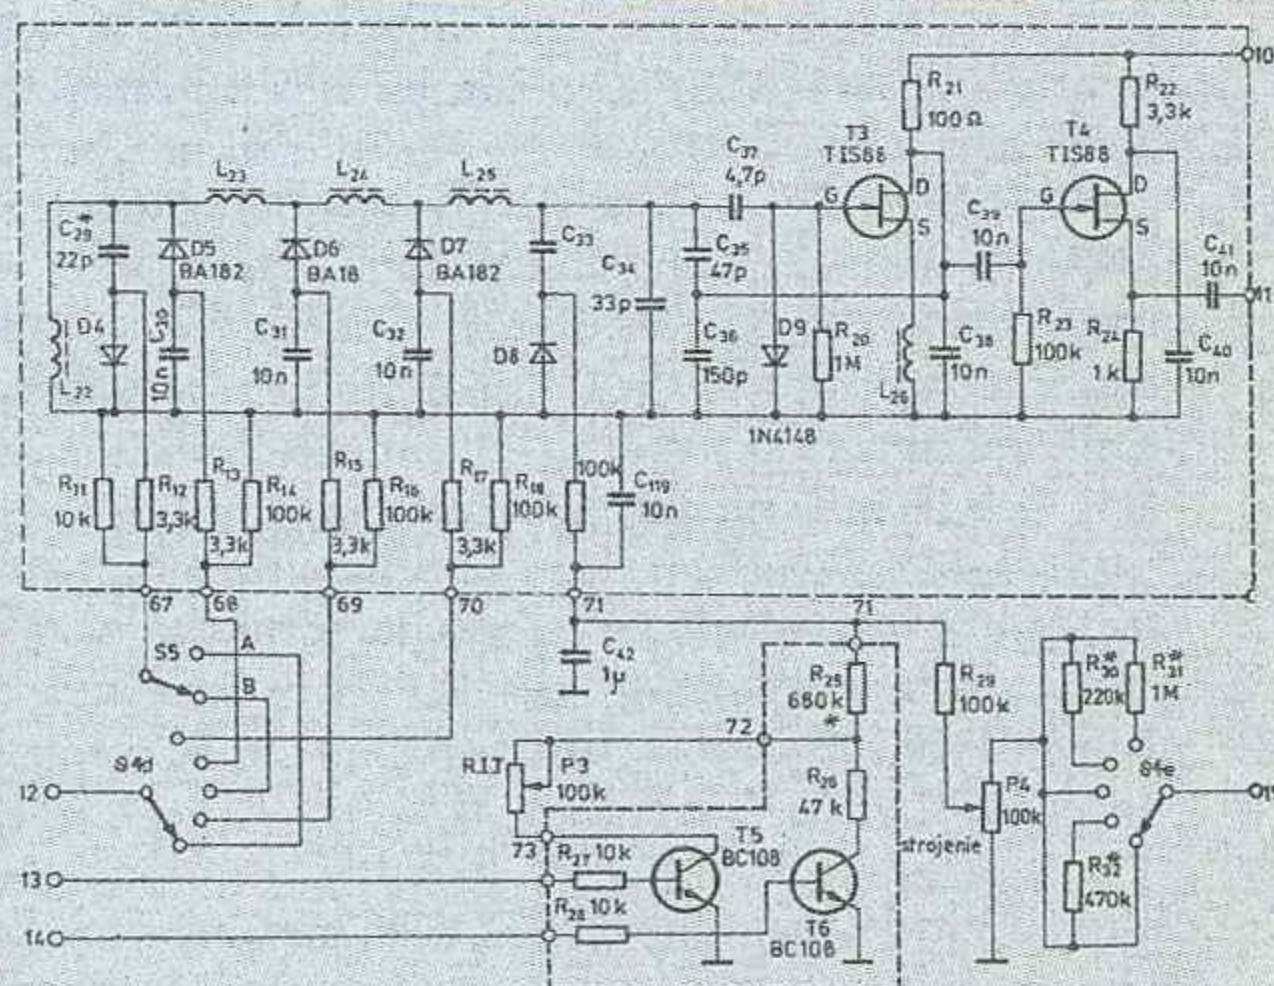 10
R21
100Ω
R22
3,3k
T3
TIS88
T4
TIS88
L23
L24
L25
C37
4,7p
G
D
S
G
D
S
C29*
22p
D5
BA182
D6
BA18
D7
BA182
C33
C34
33p
C35
47p
C39
10n
C41
10n
11
D4
L22
C30
10n
C31
10n
C32
10n
D8
C36
150p
D9
R20
1M
L26
C38
10n
R23
100k
R24
1k
C40
10n
1N4148
R11
10k
R12
3,3k
R13
3,3k
R14
100k
R15
3,3k
R16
100k
R17
3,3k
R18
100k
100k
C119
10n
67
68
69
70
71
71
S5
A
B
C42
1µ
R25
680k
*
R29
100k
R30*
220k
R31*
1M
72
R.I.T
P3
100k
R26
47k
P4
100k
S4e
S4d
12
73
R27 10k
T5
BC108
strojenie
R32*
470k
13
R28 10k
T6
BC108
14